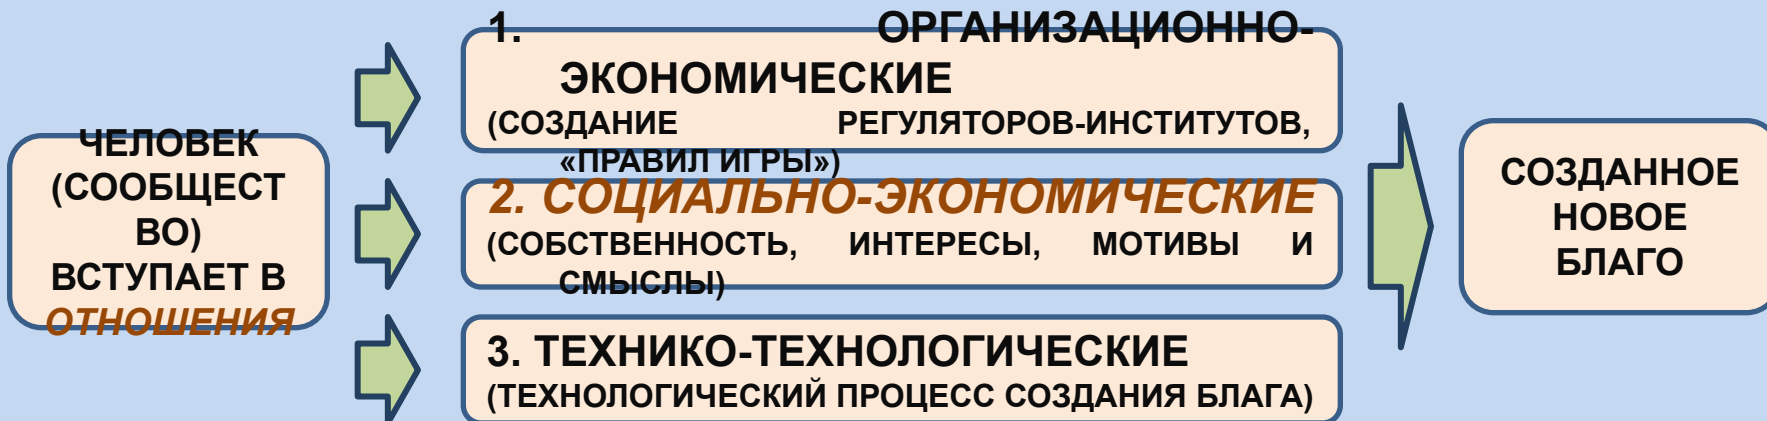 ЧЕЛОВЕК
(СООБЩЕСТ
ВО)
ВСТУПАЕТ В
ОТНОШЕНИЯ
1. ОРГАНИЗАЦИОННО-
ЭКОНОМИЧЕСКИЕ
(СОЗДАНИЕ РЕГУЛЯТОРОВ-ИНСТИТУТОВ,
«ПРАВИЛ ИГРЫ»)
2. СОЦИАЛЬНО-ЭКОНОМИЧЕСКИЕ
(СОБСТВЕННОСТЬ, ИНТЕРЕСЫ, МОТИВЫ И
СМЫСЛЫ)
3. ТЕХНИКО-ТЕХНОЛОГИЧЕСКИЕ
(ТЕХНОЛОГИЧЕСКИЙ ПРОЦЕСС СОЗДАНИЯ БЛАГА)
СОЗДАННОЕ
НОВОЕ
БЛАГО